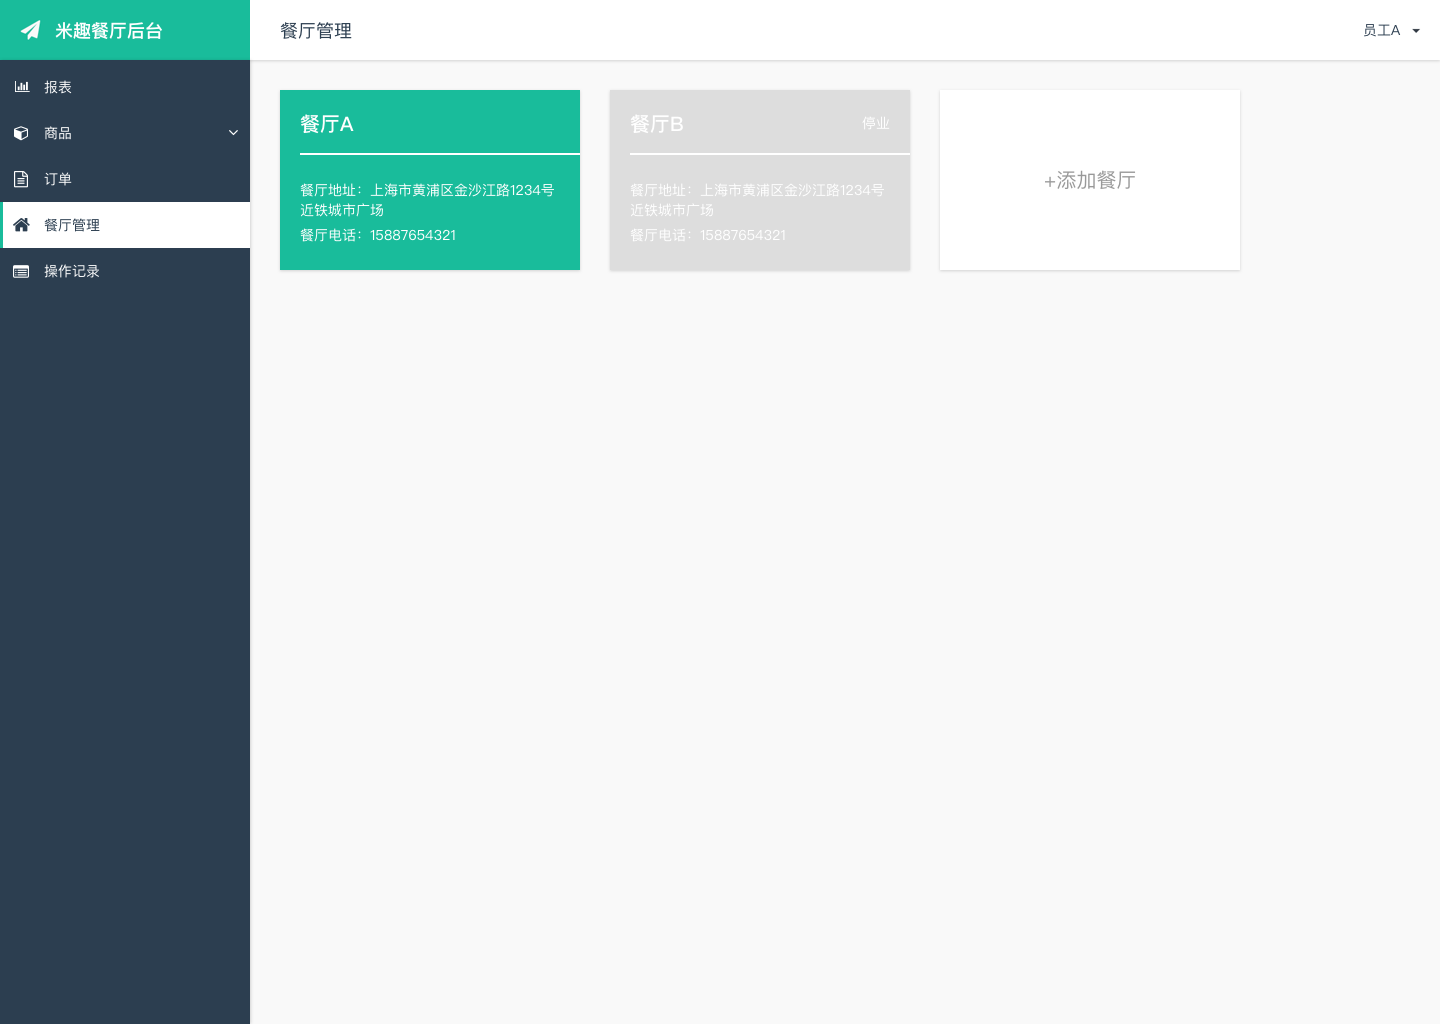 米趣餐厅后台
餐厅管理
员工A
报表
商品
订单
餐厅管理
操作记录
餐厅A
餐厅地址：上海市黄浦区金沙江路1234号
近铁城市广场
餐厅电话：15887654321
餐厅B
停业
餐厅地址：上海市黄浦区金沙江路1234号
近铁城市广场
餐厅电话：15887654321
+添加餐厅